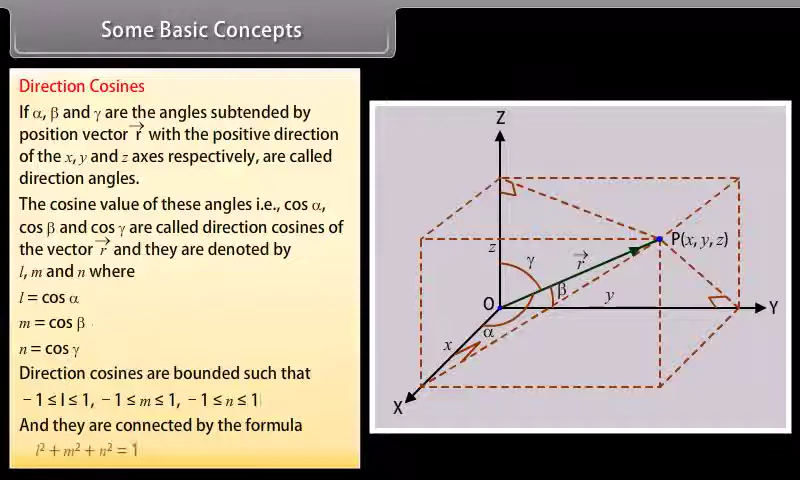 Some Basic Concepts
Direction Cosines
If α, β and γ are the angles subtended by
position vector r⃗ with the positive direction
of the x, y and z axes respectively, are called
direction angles.
The cosine value of these angles i.e., cos α,
cos β and cos γ are called direction cosines of
the vector r⃗ and they are denoted by
l, m and n where
l = cos α
m = cos β
n = cos γ
Direction cosines are bounded such that
−1 ≤ l ≤ 1, −1 ≤ m ≤ 1, −1 ≤ n ≤ 1
And they are connected by the formula
l² + m² + n² = 1
Z
P(x, y, z)
z
γ
r⃗
β
y
O
Y
α
x
X